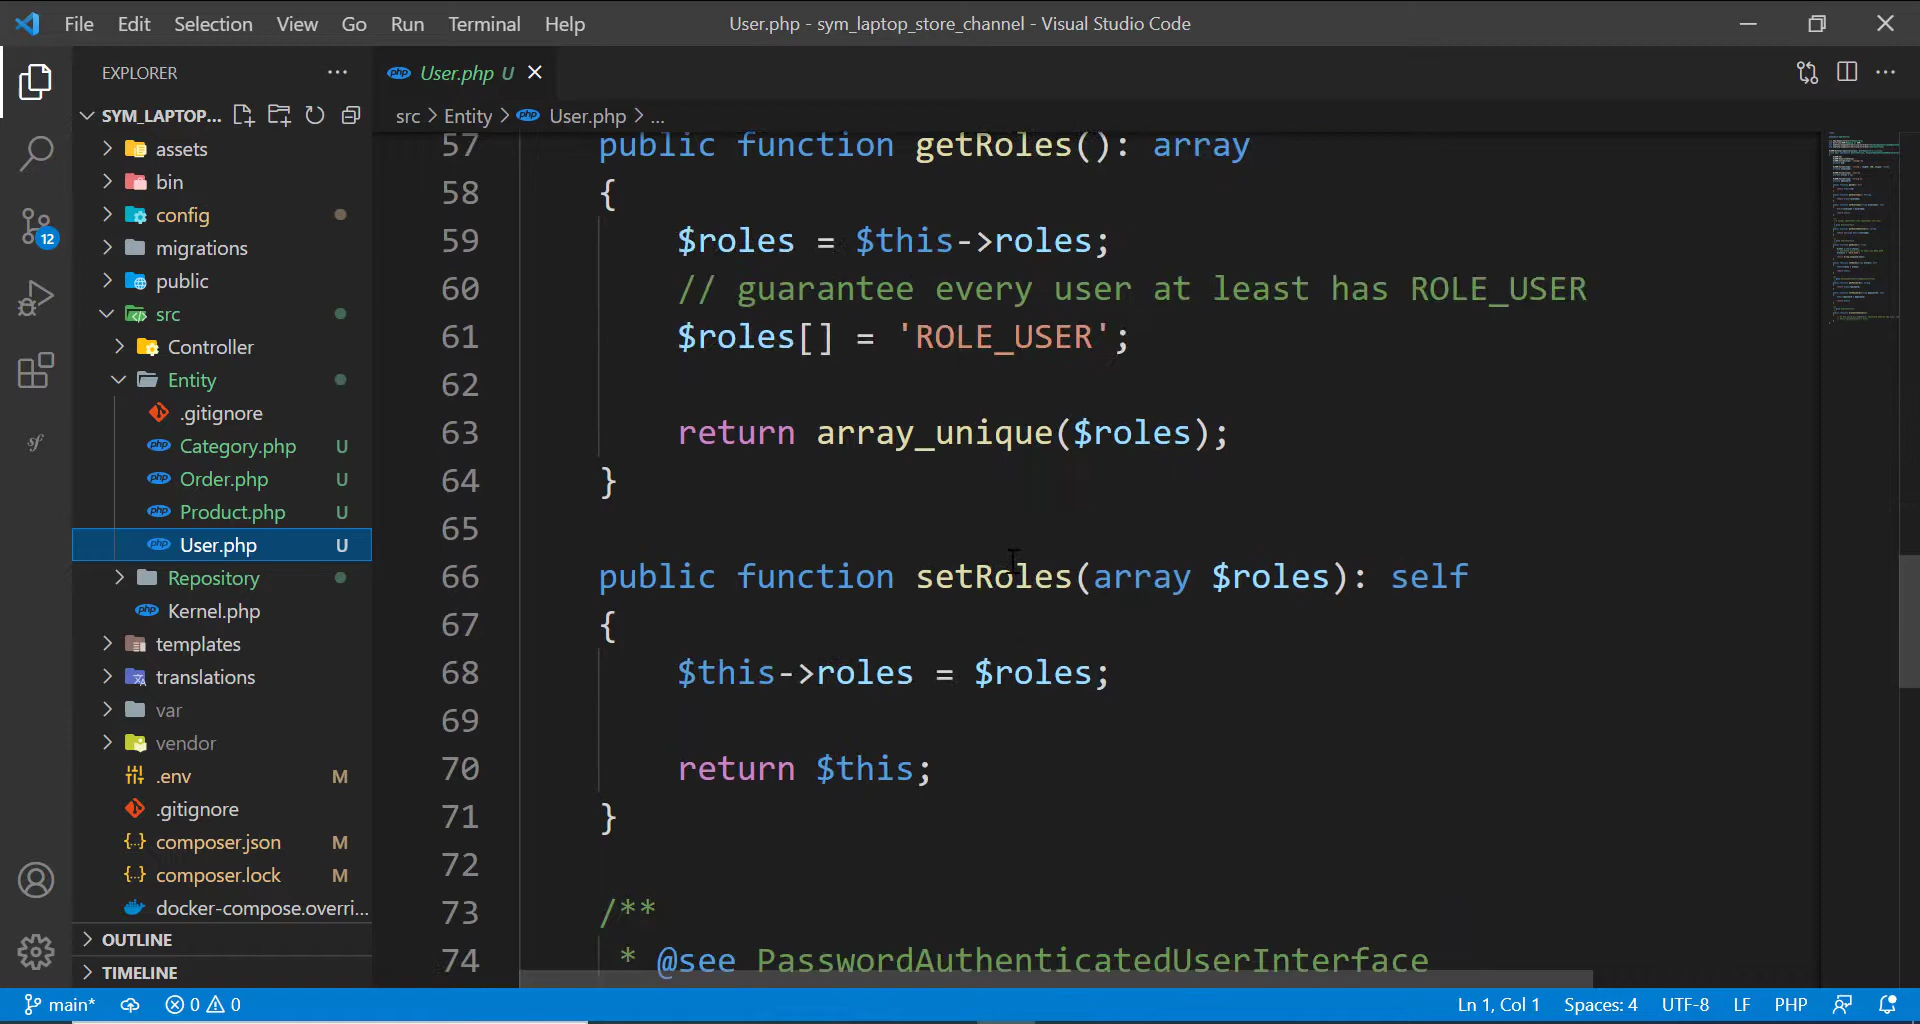 File Edit Selection View Go Run Terminal Help
User.php - sym_laptop_store_channel - Visual Studio Code
EXPLORER
SYM_LAPTOP...
assets
bin
config
migrations
public
src
Controller
Entity
.gitignore
Category.php U
Order.php U
Product.php U
User.php U
Repository
Kernel.php
templates
translations
var
vendor
.env M
.gitignore
composer.json M
composer.lock M
docker-compose.overri...
OUTLINE
TIMELINE
12
sf
php User.php U
src > Entity > php User.php > ...
57 public function getRoles(): array
58 {
59 $roles = $this->roles;
60 // guarantee every user at least has ROLE_USER
61 $roles[] = 'ROLE_USER';
62
63 return array_unique($roles);
64 }
65
66 public function setRoles(array $roles): self
67 {
68 $this->roles = $roles;
69
70 return $this;
71 }
72
73 /**
74 * @see PasswordAuthenticatedUserInterface
main* 0 0 Ln 1, Col 1 Spaces: 4 UTF-8 LF PHP